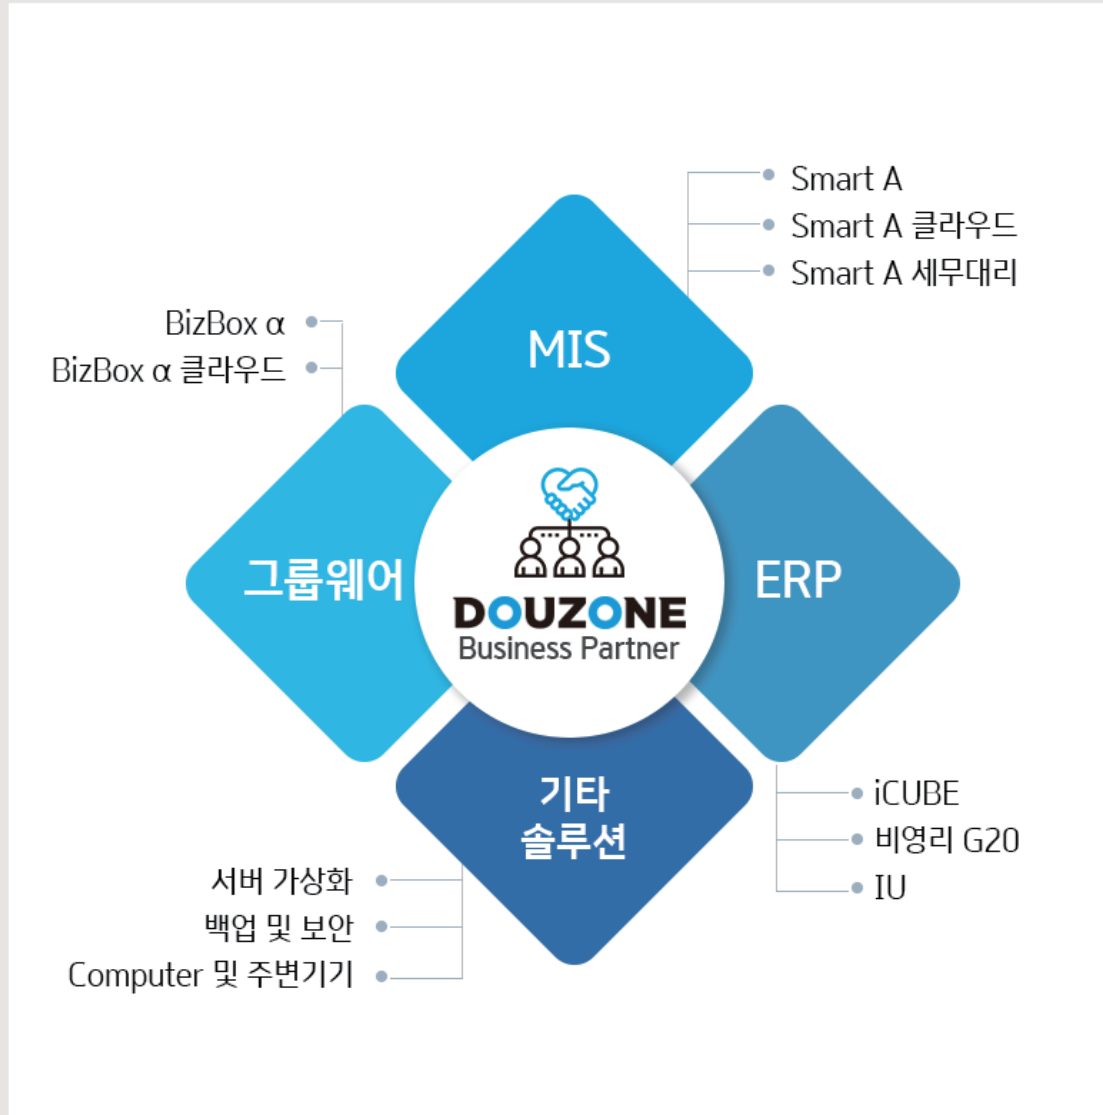 Smart A
Smart A 클라우드
Smart A 세무대리
MIS
BizBox α
BizBox α 클라우드
그룹웨어
DOUZONE
Business Partner
ERP
기타
솔루션
iCUBE
비영리 G20
IU
서버 가상화
백업 및 보안
Computer 및 주변기기